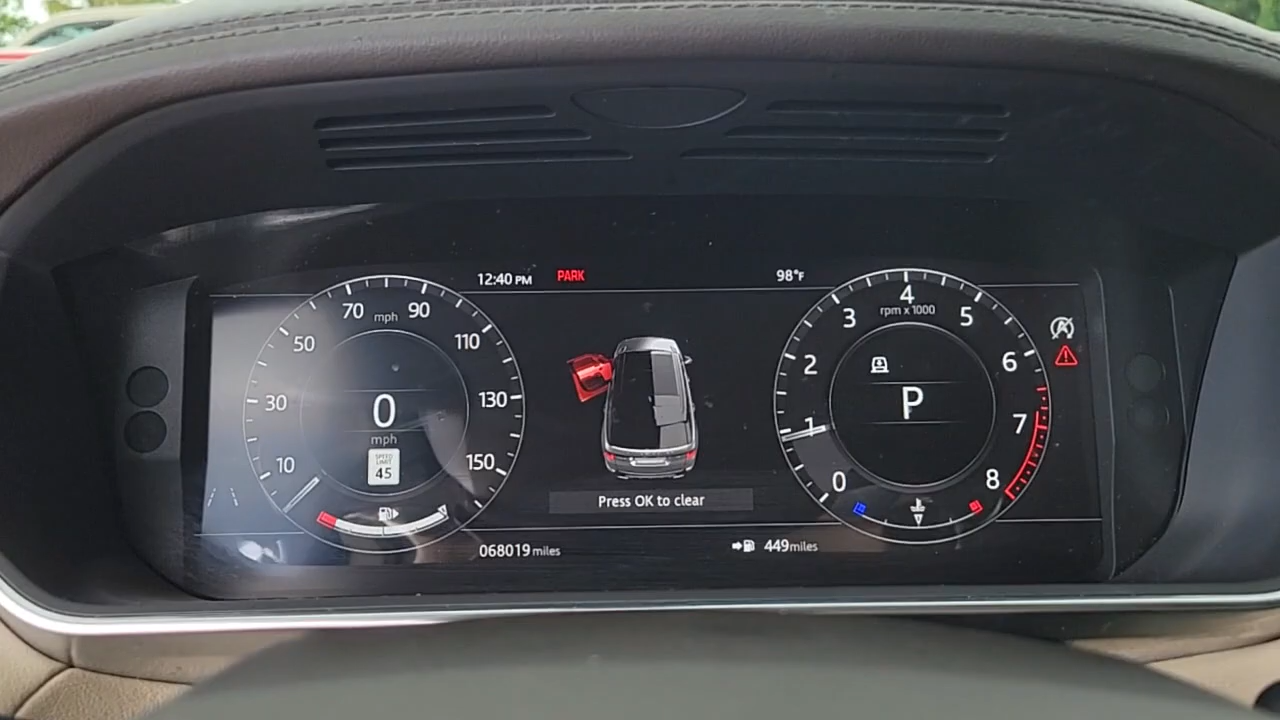 12:40 PM PARK 98°F
70 mph 90
50 110
30 130
10 150
0
mph
SPEED
LIMIT
45
4
rpm x 1000
3 5
2 6
1 7
0 8
P
Press OK to clear
068019 miles
449 miles